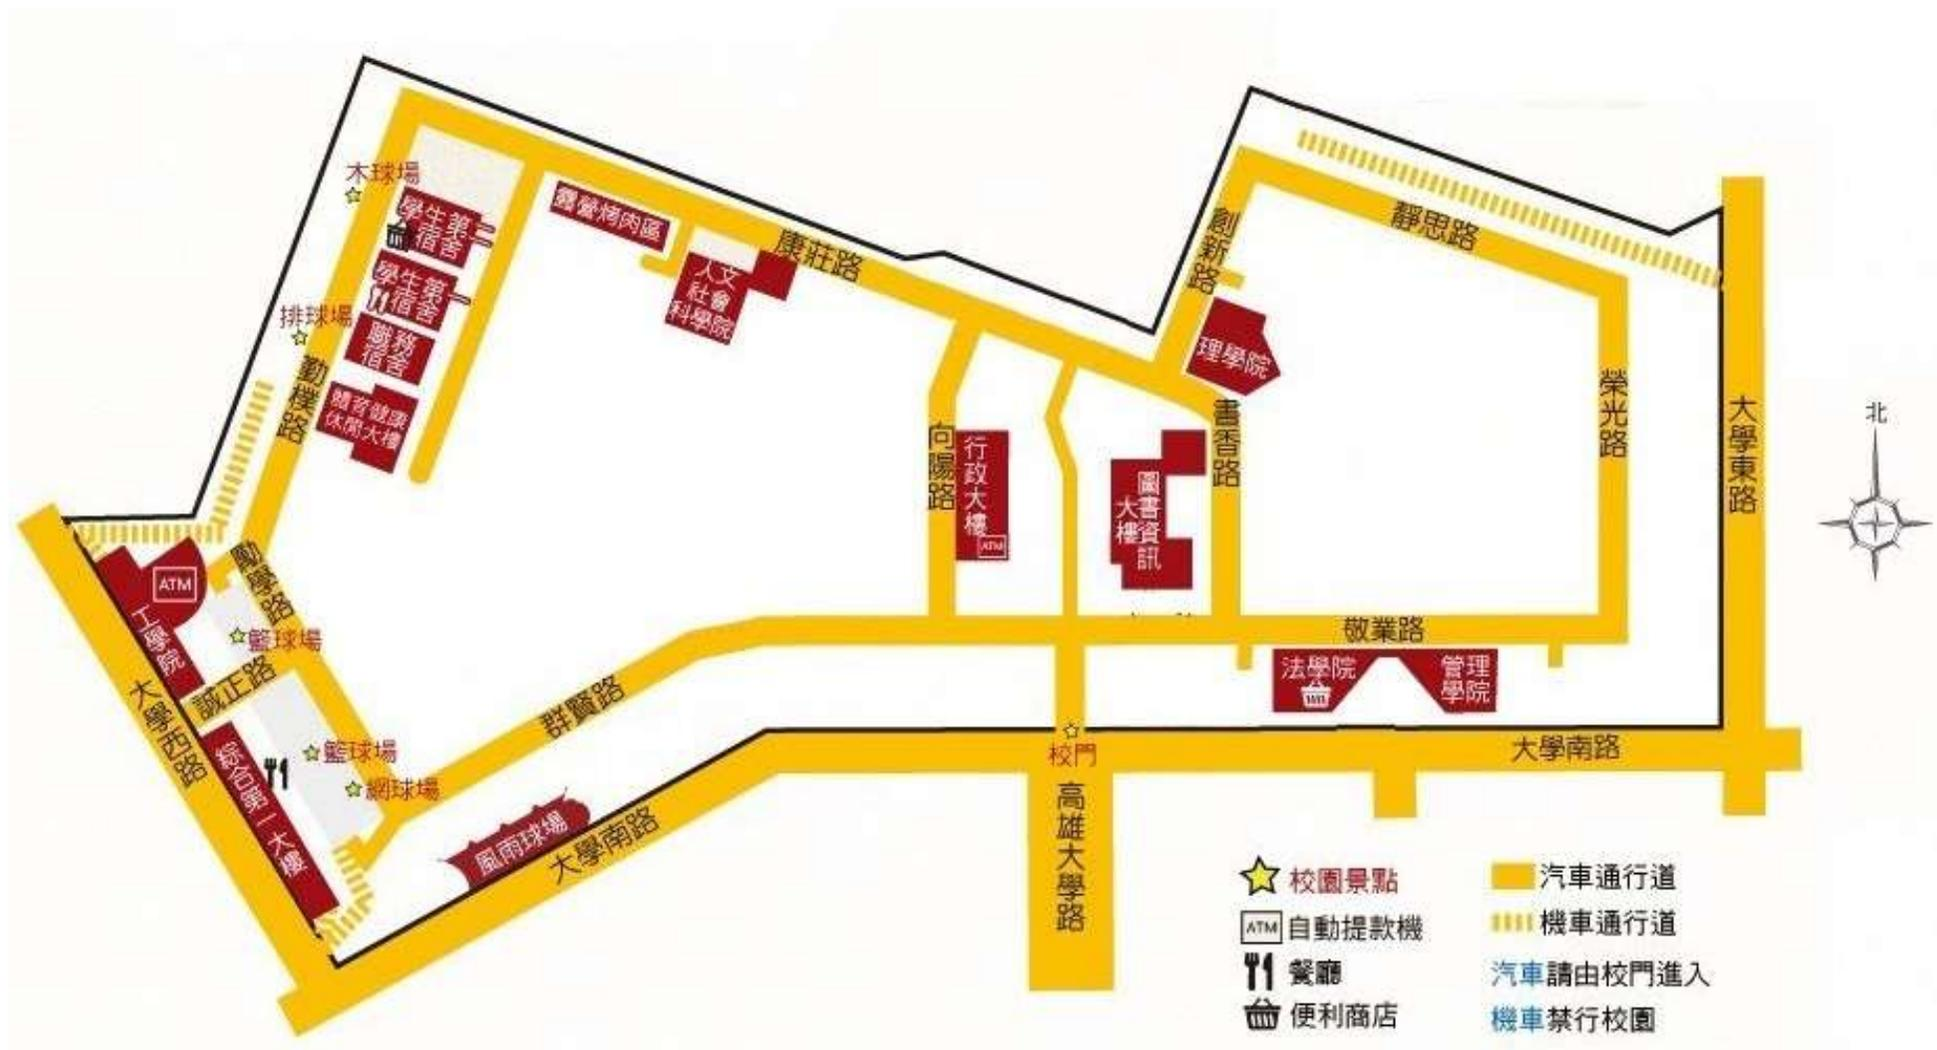 木球場
學生第一宿舍
學生第二宿舍
排球場
職務宿舍
勤樸路
體育健康
休閒大樓
露營烤肉區
人文
社會
科學院
康莊路
創新路
靜思路
理學院
書香路
榮光路
大學東路
北
向陽路
行政大樓
ATM
圖書資訊
大樓
ATM
工學院
勵學路
籃球場
誠正路
大學西路
綜合第一大樓
籃球場
網球場
群賢路
風雨球場
大學南路
敬業路
法學院
管理
學院
校門
大學南路
高雄大學路
校園景點
ATM 自動提款機
餐廳
便利商店
汽車通行道
機車通行道
汽車請由校門進入
機車禁行校園